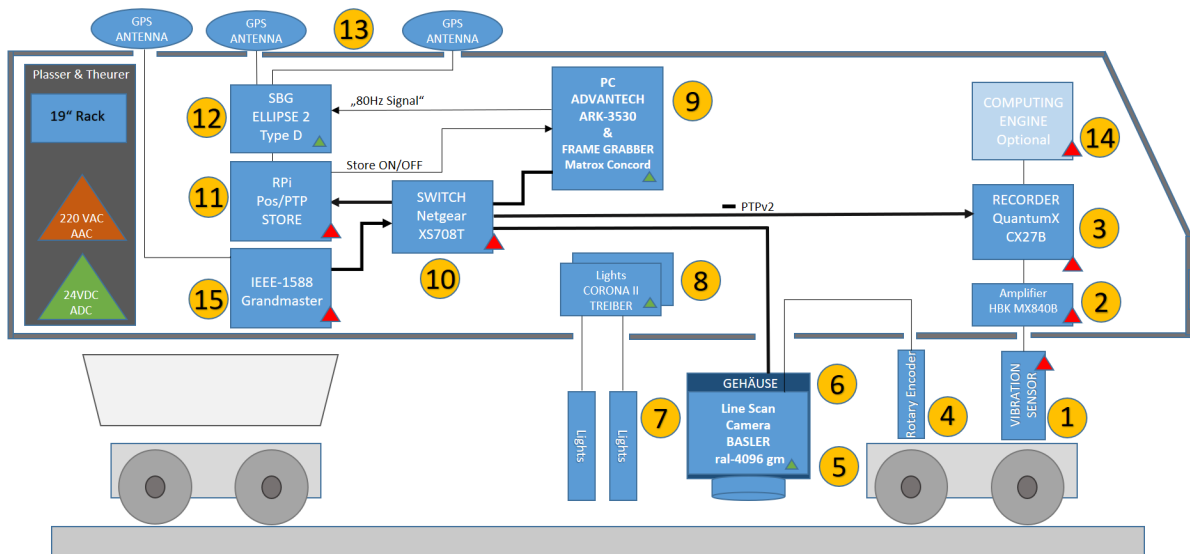 GPS
ANTENNA
GPS
ANTENNA
13
GPS
ANTENNA
Plasser & Theurer
19“ Rack
220 VAC
AAC
24VDC
ADC
12
SBG
ELLIPSE 2
Type D
„80Hz Signal“
Store ON/OFF
11
RPi
Pos/PTP
STORE
15
IEEE-1588
Grandmaster
SWITCH
Netgear
XS708T
10
PC
ADVANTECH
ARK-3530
&
FRAME GRABBER
Matrox Concord
9
PTPv2
COMPUTING
ENGINE
Optional
14
RECORDER
QuantumX
CX27B
3
Amplifier
HBK MX840B
2
Lights
CORONA II
TREIBER
8
Lights
Lights
7
GEHÄUSE
6
Line Scan
Camera
BASLER
ral-4096 gm
5
Rotary Encoder
4
VIBRATION
SENSOR
1